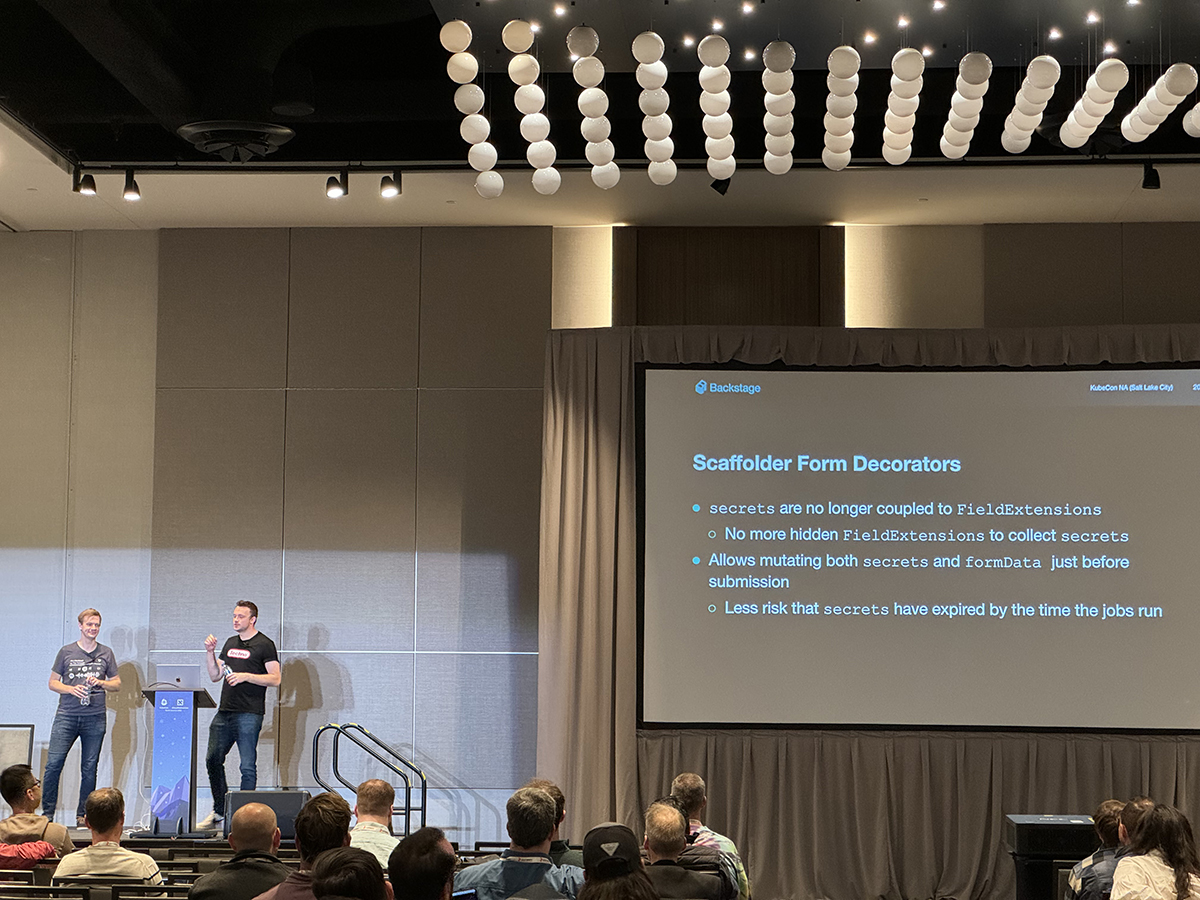 Backstage
KubeCon NA (Salt Lake City)
Scaffolder Form Decorators
secrets are no longer coupled to FieldExtensions
No more hidden FieldExtensions to collect secrets
Allows mutating both secrets and formData just before
submission
Less risk that secrets have expired by the time the jobs run